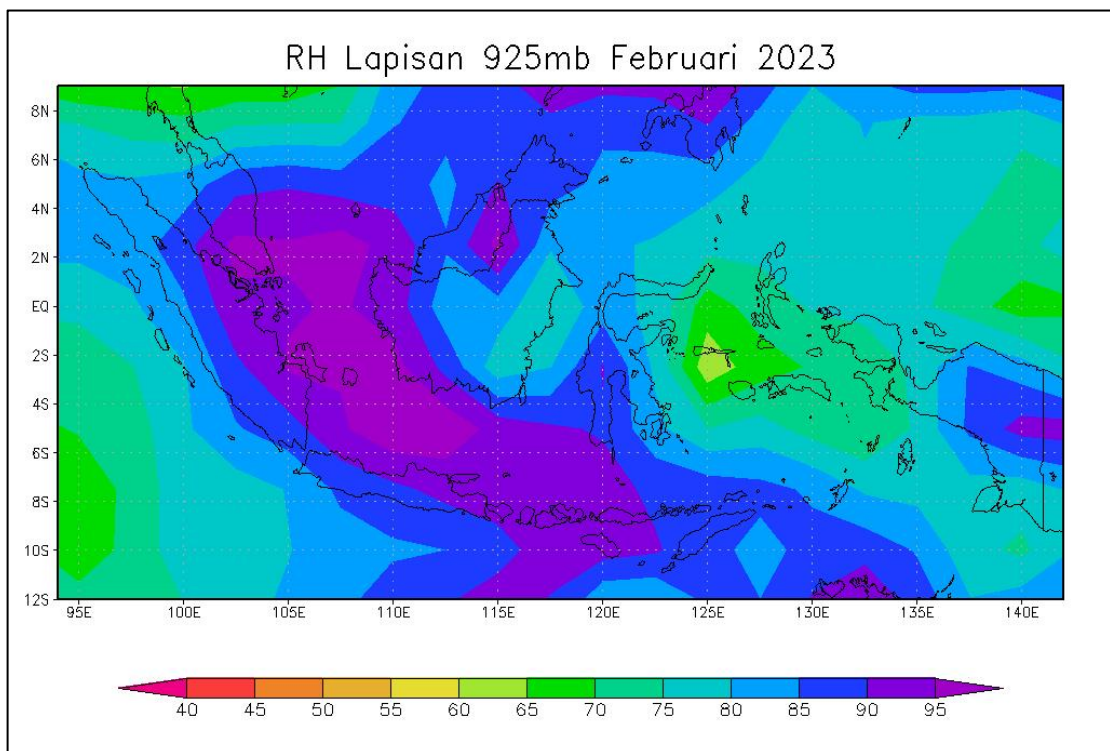 RH Lapisan 925mb Februari 2023
8N
6N
4N
2N
EQ
2S
4S
6S
8S
10S
12S
95E 100E 105E 110E 115E 120E 125E 130E 135E 140E
40 45 50 55 60 65 70 75 80 85 90 95